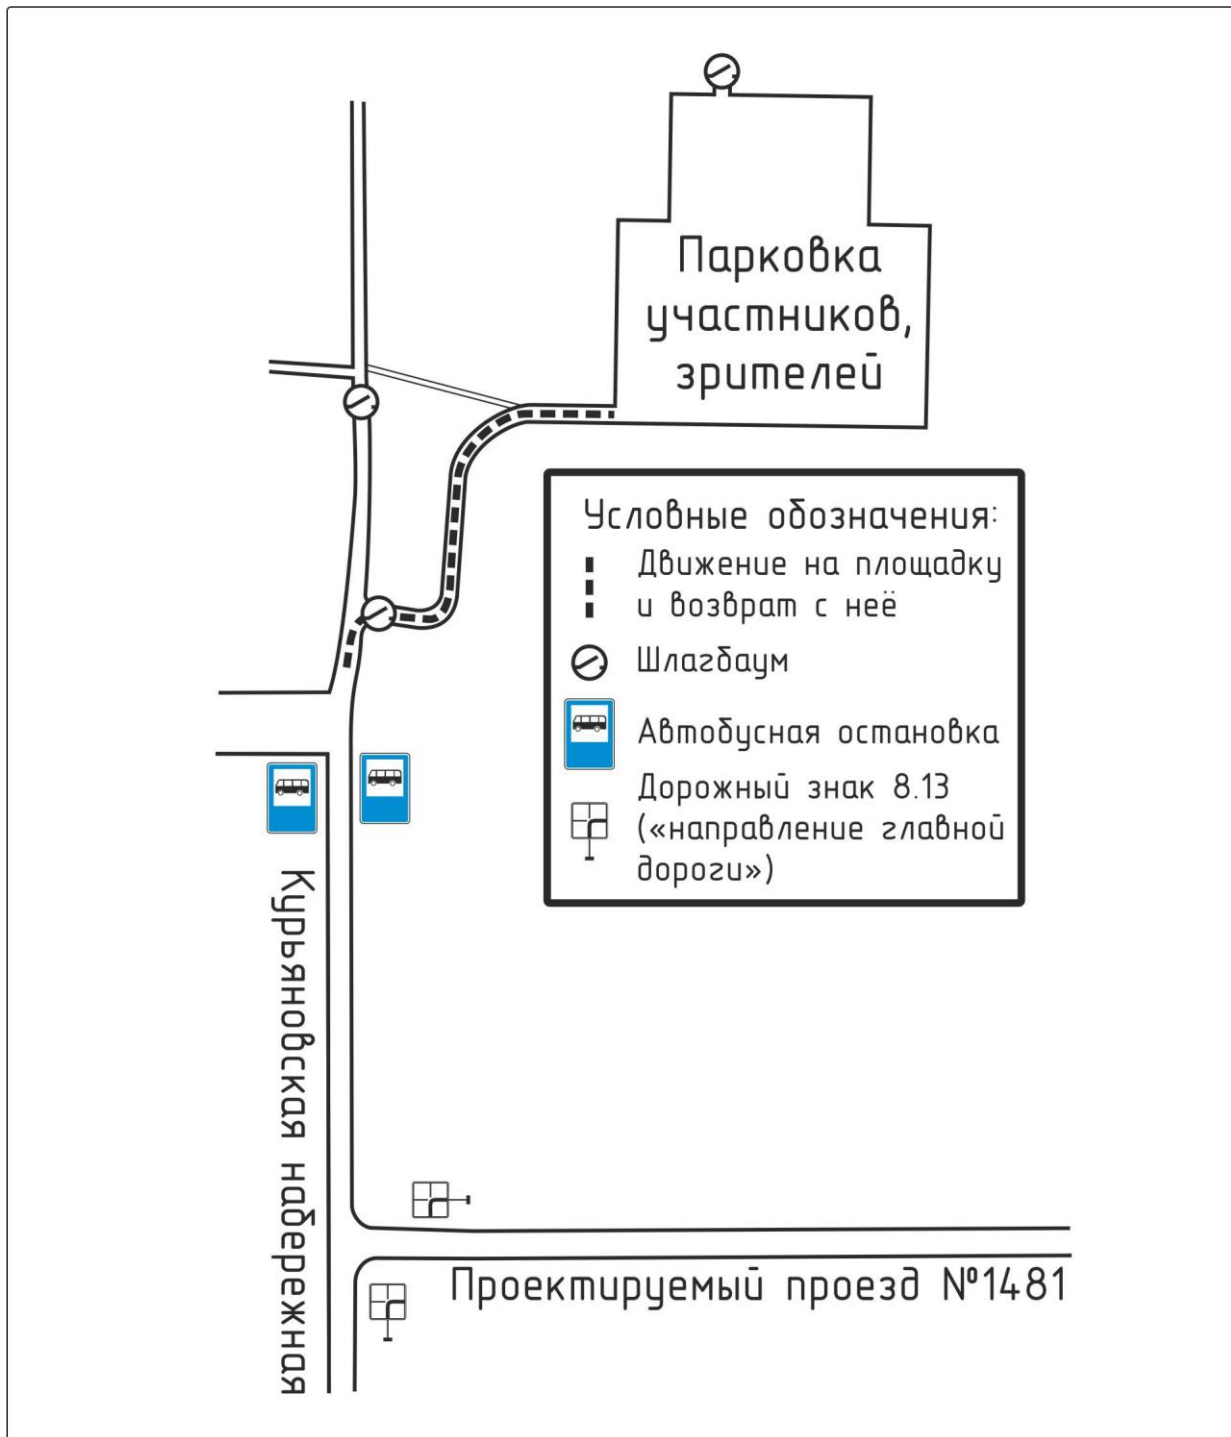 Парковка
участников,
зрителей
Условные обозначения:
Движение на площадку
и возврат с неё
Шлагбаум
Автобусная остановка
Дорожный знак 8.13
(«направление главной
дороги»)
Курьяновская набережная
Проектируемый проезд №1481